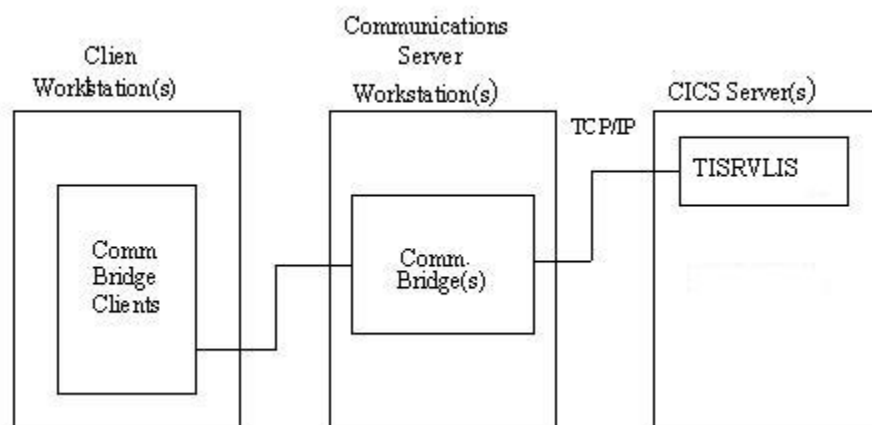 Clien
Workstation(s)
Communications
Server
Workstation(s)
TCP/IP
CICS Server(s)
TISRVLIS
Comm
Bridge
Clients
Comm.
Bridge(s)